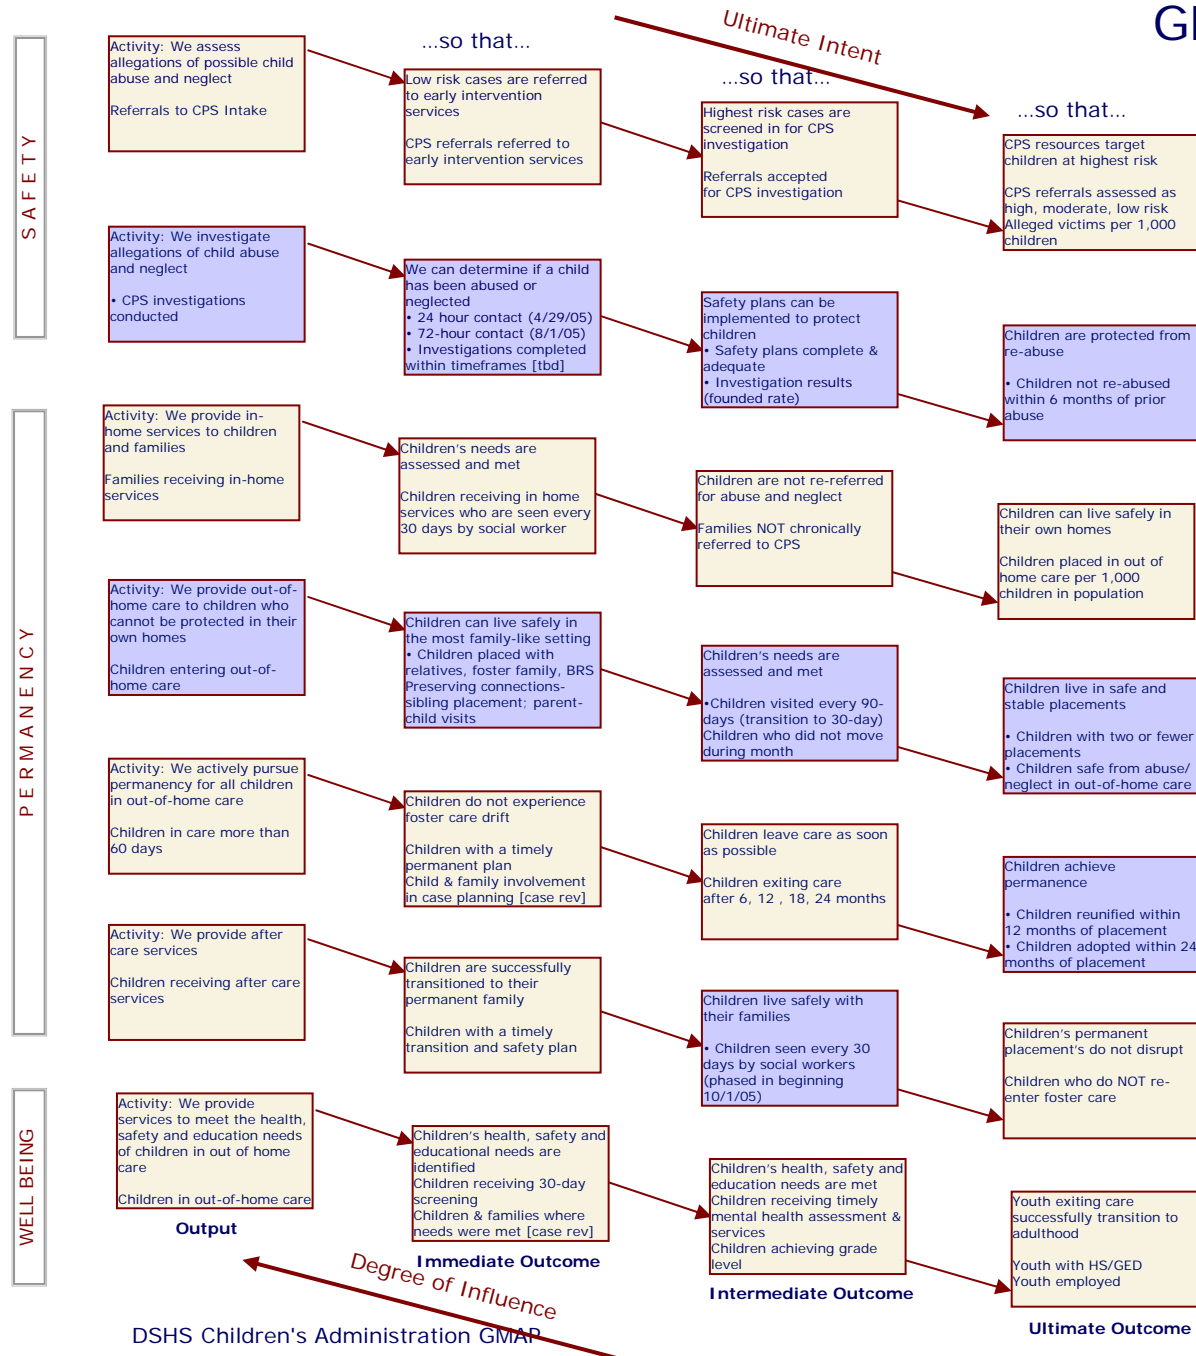 GI
Ultimate Intent
...so that...
...so that...
...so that...
SAFETY
Activity: We assess
allegations of possible child
abuse and neglect
Referrals to CPS Intake
Low risk cases are referred
to early intervention
services
CPS referrals referred to
early intervention services
Highest risk cases are
screened in for CPS
investigation
Referrals accepted
for CPS investigation
CPS resources target
children at highest risk
CPS referrals assessed as
high, moderate, low risk
Alleged victims per 1,000
children
Activity: We investigate
allegations of child abuse
and neglect
• CPS investigations
conducted
We can determine if a child
has been abused or
neglected
• 24 hour contact (4/29/05)
• 72-hour contact (8/1/05)
• Investigations completed
within timeframes [tbd]
Safety plans can be
implemented to protect
children
• Safety plans complete &
adequate
• Investigation results
(founded rate)
Children are protected from
re-abuse
• Children not re-abused
within 6 months of prior
abuse
PERMANENCY
Activity: We provide in-
home services to children
and families
Families receiving in-home
services
Children's needs are
assessed and met
Children receiving in home
services who are seen every
30 days by social worker
Children are not re-referred
for abuse and neglect
Families NOT chronically
referred to CPS
Children can live safely in
their own homes
Children placed in out of
home care per 1,000
children in population
Activity: We provide out-of-
home care to children who
cannot be protected in their
own homes
Children entering out-of-
home care
Children can live safely in
the most family-like setting
• Children placed with
relatives, foster family, BRS
Preserving connections-
sibling placement; parent-
child visits
Children's needs are
assessed and met
•Children visited every 90-
days (transition to 30-day)
Children who did not move
during month
Children live in safe and
stable placements
• Children with two or fewer
placements
• Children safe from abuse/
neglect in out-of-home care
Activity: We actively pursue
permanency for all children
in out-of-home care
Children in care more than
60 days
Children do not experience
foster care drift
Children with a timely
permanent plan
Child & family involvement
in case planning [case rev]
Children leave care as soon
as possible
Children exiting care
after 6, 12 , 18, 24 months
Children achieve
permanence
• Children reunified within
12 months of placement
• Children adopted within 24
months of placement
Activity: We provide after
care services
Children receiving after care
services
Children are successfully
transitioned to their
permanent family
Children with a timely
transition and safety plan
Children live safely with
their families
• Children seen every 30
days by social workers
(phased in beginning
10/1/05)
Children's permanent
placement's do not disrupt
Children who do NOT re-
enter foster care
WELL BEING
Activity: We provide
services to meet the health,
safety and education needs
of children in out of home
care
Children in out-of-home care
Children's health, safety and
educational needs are
identified
Children receiving 30-day
screening
Children & families where
needs were met [case rev]
Children's health, safety and
education needs are met
Children receiving timely
mental health assessment &
services
Children achieving grade
level
Youth exiting care
successfully transition to
adulthood
Youth with HS/GED
Youth employed
Output
Immediate Outcome
Intermediate Outcome
Ultimate Outcome
Degree of Influence
DSHS Children's Administration GMAP